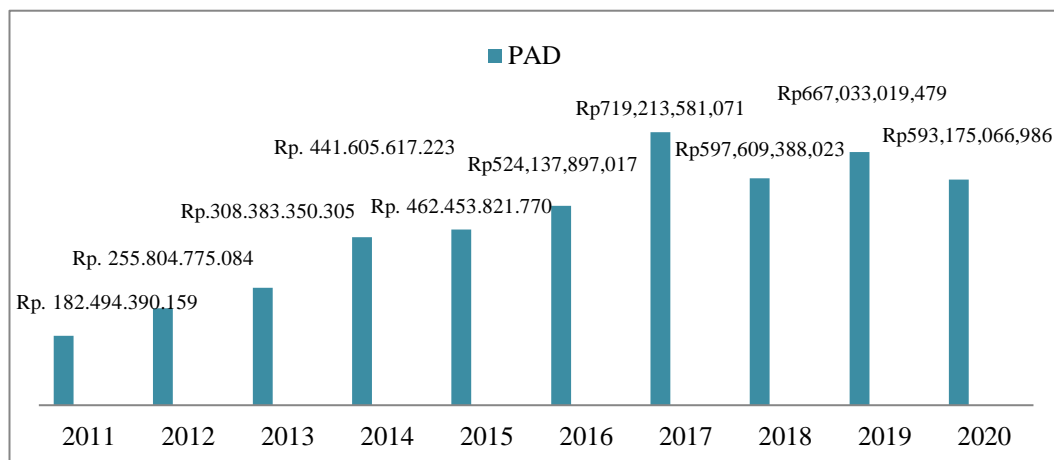 PAD
Rp667,033,019,479
Rp719,213,581,071
Rp593,175,066,986
Rp. 441.605.617.223
Rp597,609,388,023
Rp524,137,897,017
Rp.308.383.350.305
Rp. 462.453.821.770
Rp. 255.804.775.084
Rp. 182.494.390.159
2011 2012 2013 2014 2015 2016 2017 2018 2019 2020